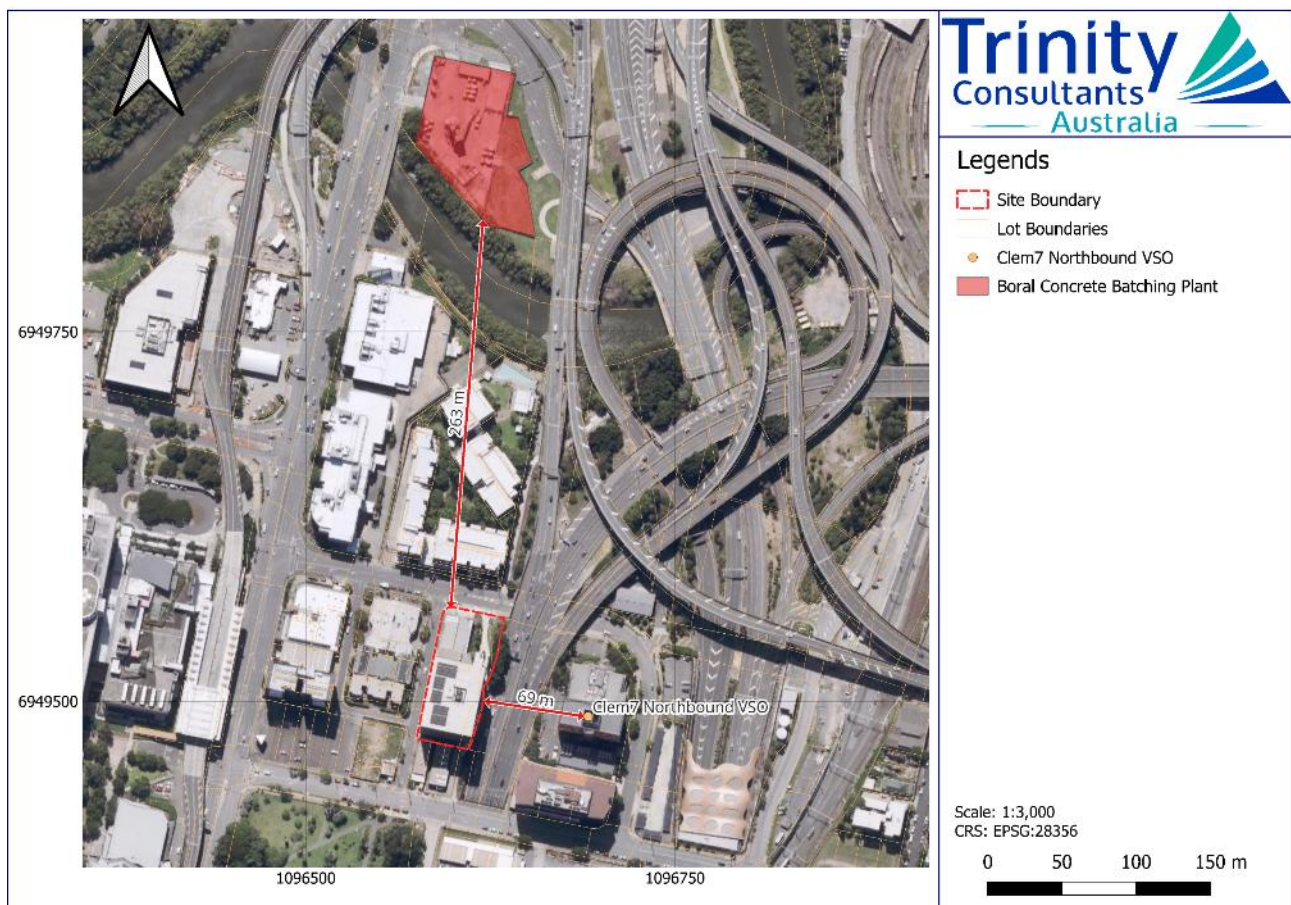 Trinity
Consultants
Australia
Legends
Site Boundary
Lot Boundaries
Clem7 Northbound VSO
Boral Concrete Batching Plant
6949750
263 m
6949500
69 m
Clem7 Northbound VSO
1096500
1096750
Scale: 1:3,000
CRS: EPSG:28356
0 50 100 150 m